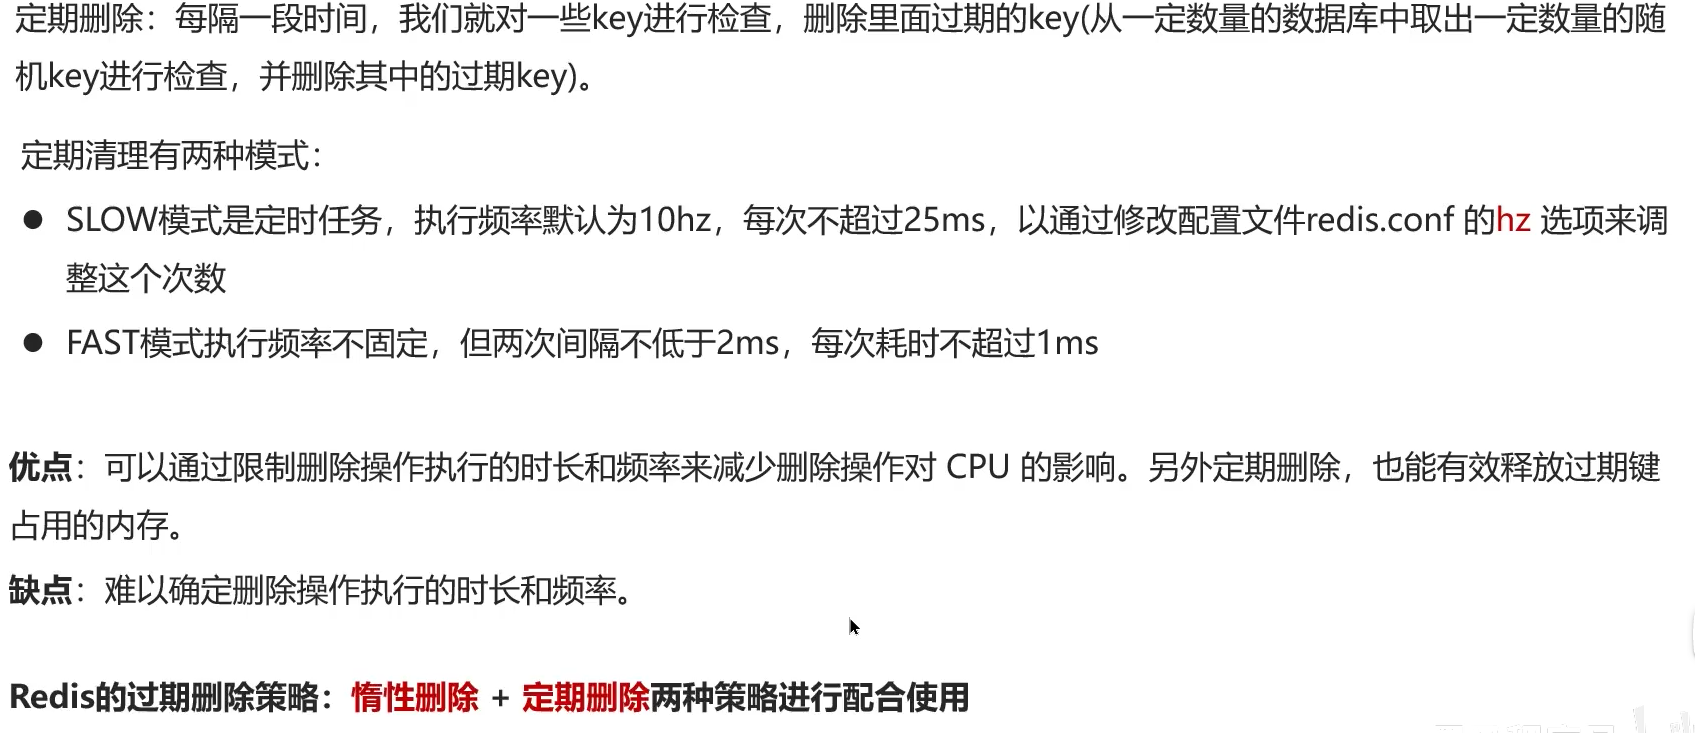 定期删除：每隔一段时间，我们就对一些key进行检查，删除里面过期的key(从一定数量的数据库中取出一定数量的随
机key进行检查，并删除其中的过期key)。
定期清理有两种模式：
● SLOW模式是定时任务，执行频率默认为10hz，每次不超过25ms，以通过修改配置文件redis.conf 的hz 选项来调
整这个次数
● FAST模式执行频率不固定，但两次间隔不低于2ms，每次耗时不超过1ms
优点：可以通过限制删除操作执行的时长和频率来减少删除操作对 CPU 的影响。另外定期删除，也能有效释放过期键
占用的内存。
缺点：难以确定删除操作执行的时长和频率。
Redis的过期删除策略：惰性删除 + 定期删除两种策略进行配合使用